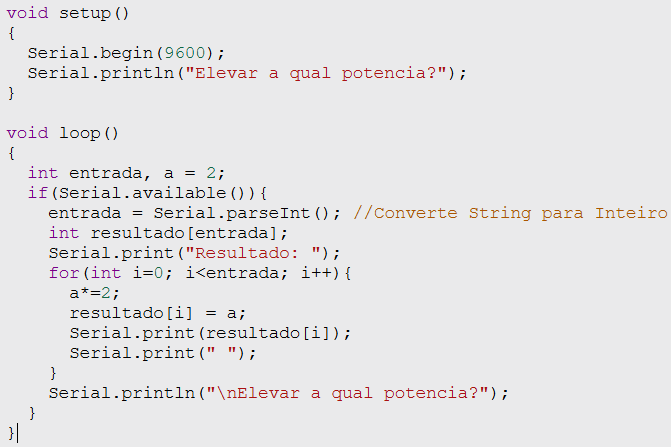 void setup()
{
  Serial.begin(9600);
  Serial.println("Elevar a qual potencia?");
}

void loop()
{
  int entrada, a = 2;
  if(Serial.available()){
    entrada = Serial.parseInt(); //Converte String para Inteiro
    int resultado[entrada];
    Serial.print("Resultado: ");
    for(int i=0; i<entrada; i++){
      a*=2;
      resultado[i] = a;
      Serial.print(resultado[i]);
      Serial.print(" ");
    }
    Serial.println("\nElevar a qual potencia?");
  }
}